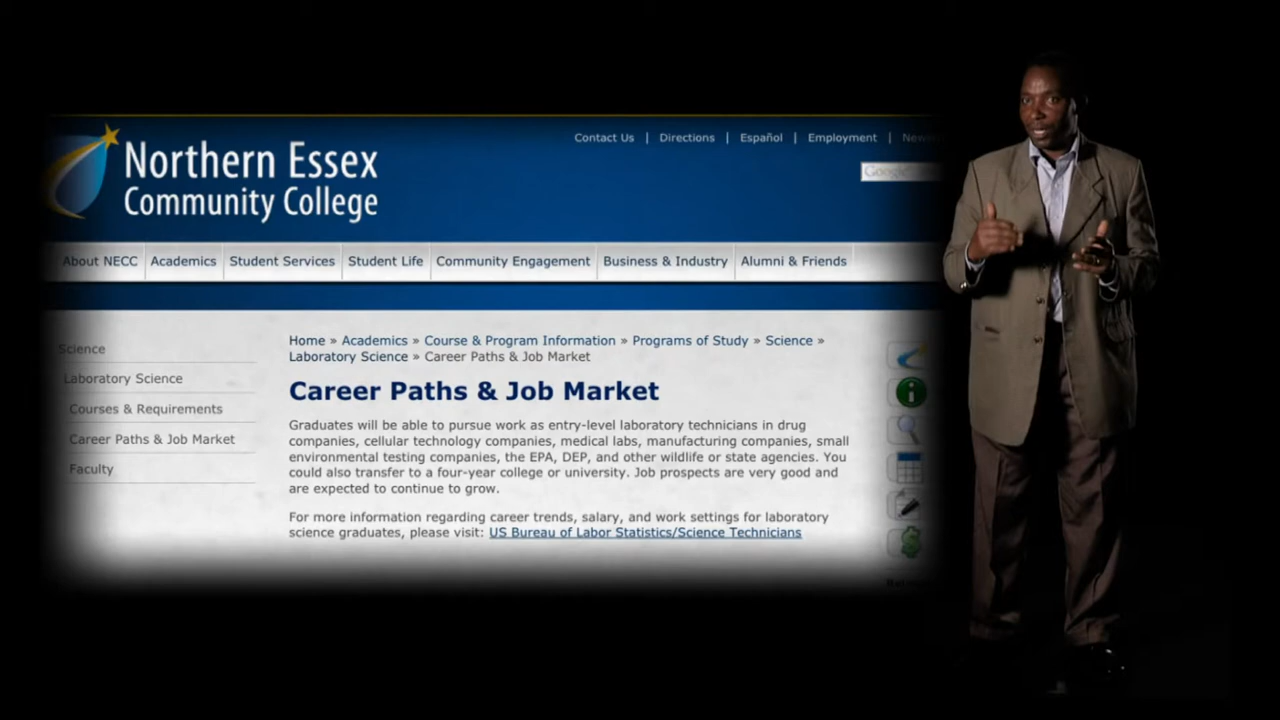 Northern Essex
Community College
Contact Us | Directions | Español | Employment |
Google
About NECC
Academics
Student Services
Student Life
Community Engagement
Business & Industry
Alumni & Friends
Science
Laboratory Science
Courses & Requirements
Career Paths & Job Market
Faculty
Home » Academics » Course & Program Information » Programs of Study » Science »
Laboratory Science » Career Paths & Job Market
Career Paths & Job Market
Graduates will be able to pursue work as entry-level laboratory technicians in drug
companies, cellular technology companies, medical labs, manufacturing companies, small
environmental testing companies, the EPA, DEP, and other wildlife or state agencies. You
could also transfer to a four-year college or university. Job prospects are very good and
are expected to continue to grow.
For more information regarding career trends, salary, and work settings for laboratory
science graduates, please visit: US Bureau of Labor Statistics/Science Technicians